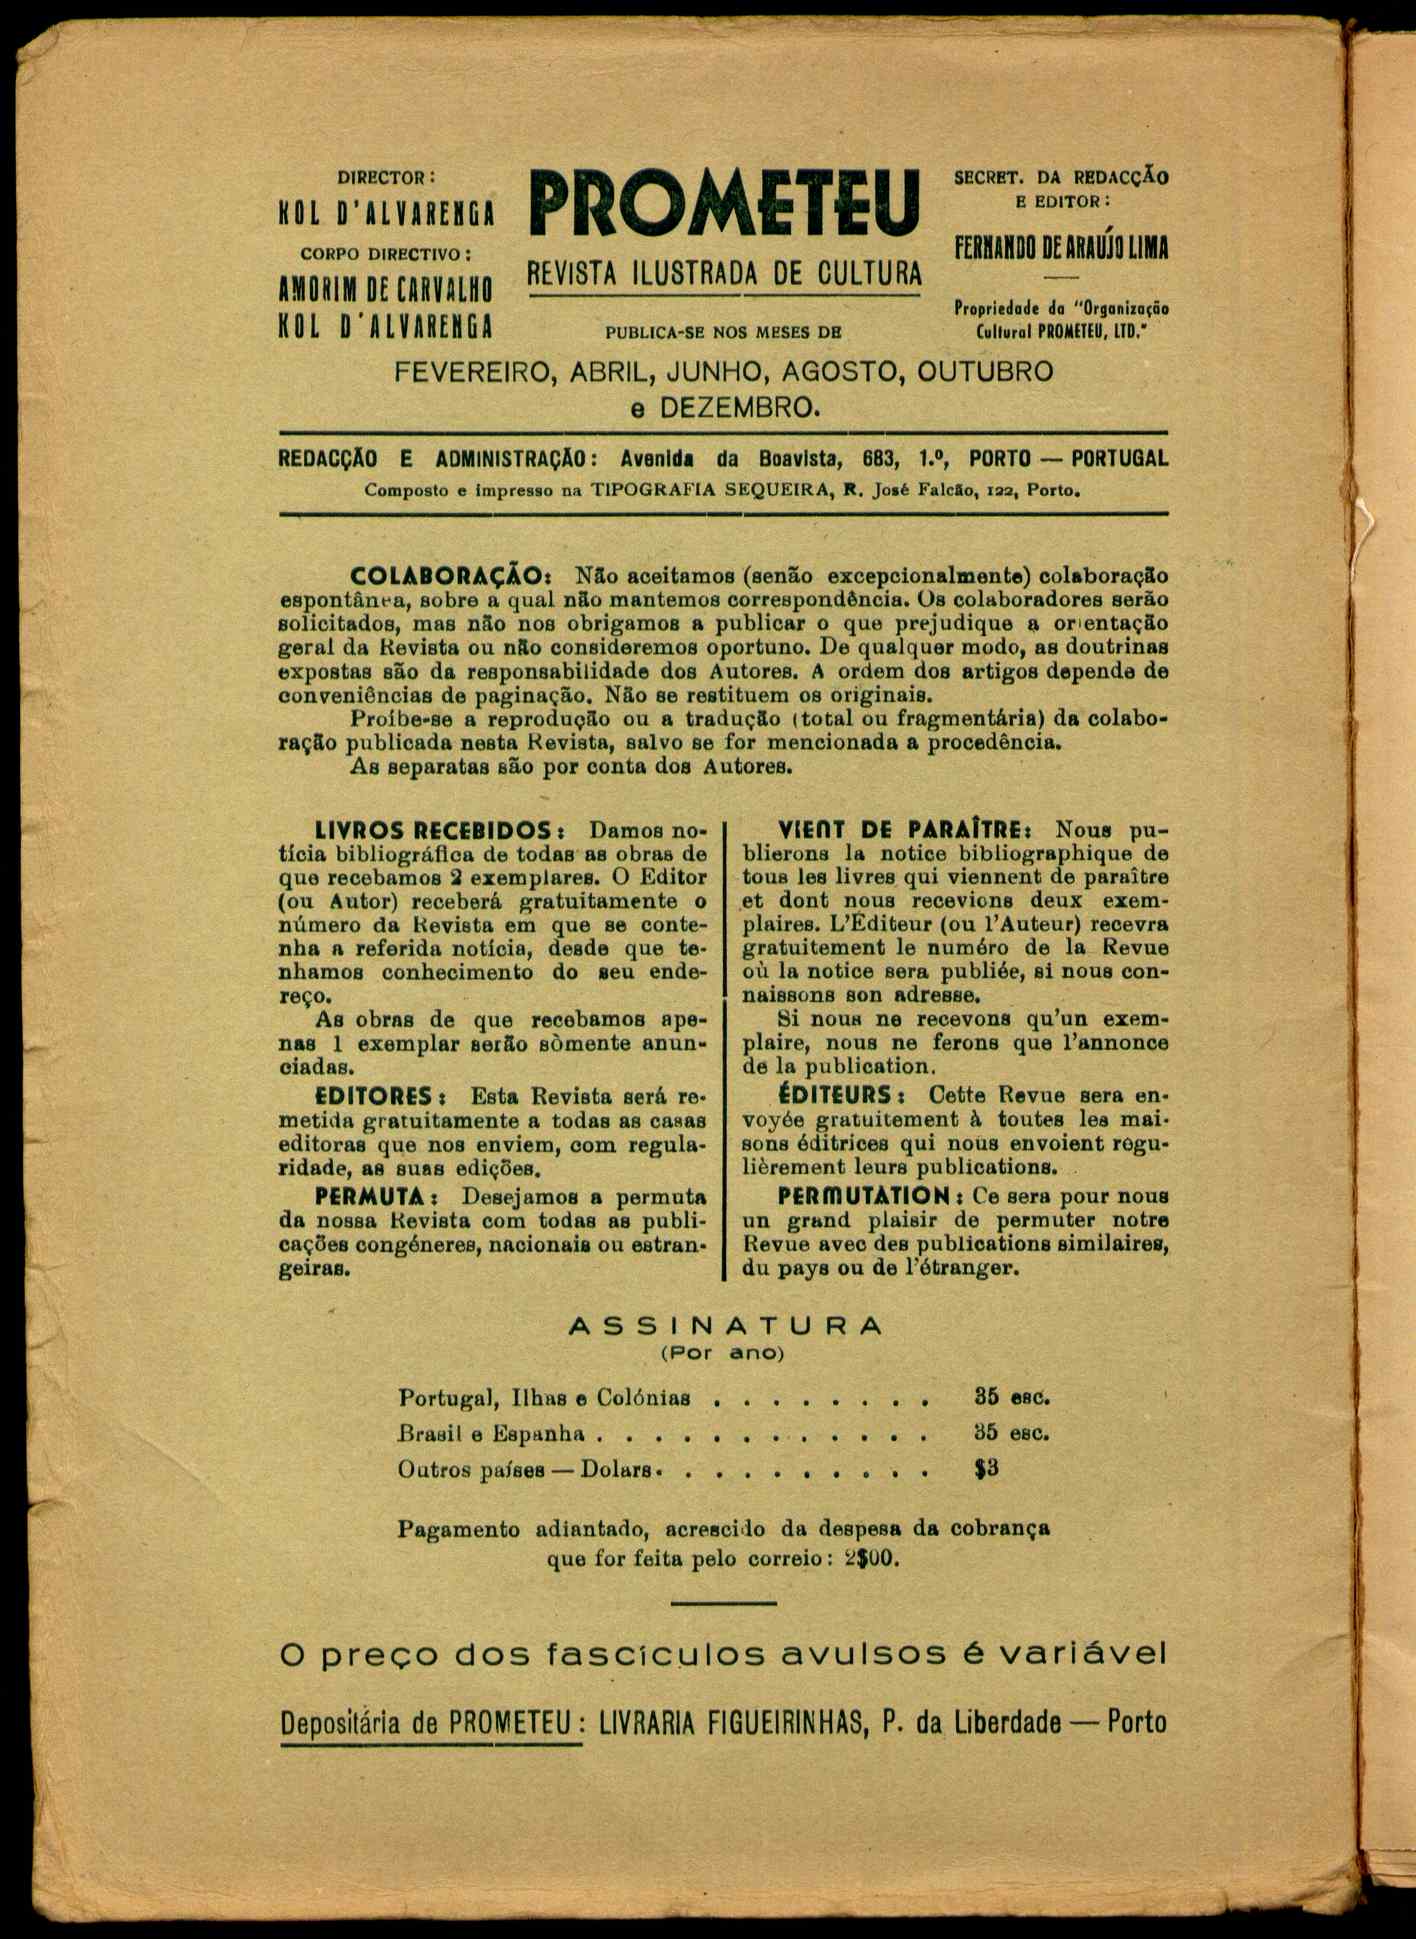 DIRECTOR:
KOL D'ALVARENGA
CORPO DIRECTIVO:
AMORIM DE CARVALHO
KOL D'ALVARENGA
PROMETEU
REVISTA ILUSTRADA DE CULTURA
PUBLICA-SE NOS MESES DE
SECRET. DA REDACÇÃO
E EDITOR:
FERNANDO DE ARAÚJO LIMA
Propriedade da "Organização
Cultural PROMETEU, LTD."
FEVEREIRO, ABRIL, JUNHO, AGOSTO, OUTUBRO
e DEZEMBRO.
REDACÇÃO E ADMINISTRAÇÃO: Avenida da Boavista, 683, 1.º, PORTO — PORTUGAL
Composto e impresso na TIPOGRAFIA SEQUEIRA, R. José Falcão, 122, Porto.
COLABORAÇÃO: Não aceitamos (senão excepcionalmente) colaboração
espontânea, sobre a qual não mantemos correspondência. Os colaboradores serão
solicitados, mas não nos obrigamos a publicar o que prejudique a orientação
geral da Revista ou não consideremos oportuno. De qualquer modo, as doutrinas
expostas são da responsabilidade dos Autores. A ordem dos artigos depende de
conveniências de paginação. Não se restituem os originais.
Proíbe-se a reprodução ou a tradução (total ou fragmentária) da colabo-
ração publicada nesta Revista, salvo se for mencionada a procedência.
As separatas são por conta dos Autores.
LIVROS RECEBIDOS: Damos no-
tícia bibliográfica de todas as obras de
que recebamos 2 exemplares. O Editor
(ou Autor) receberá gratuitamente o
número da Revista em que se conte-
nha a referida notícia, desde que te-
nhamos conhecimento do seu ende-
reço.
As obras de que recebamos ape-
nas 1 exemplar serão sòmente anun-
ciadas.
EDITORES: Esta Revista será re-
metida gratuitamente a todas as casas
editoras que nos enviem, com regula-
ridade, as suas edições.
PERMUTA: Desejamos a permuta
da nossa Revista com todas as publi-
cações congéneres, nacionais ou estran-
geiras.
VIENT DE PARAÎTRE: Nous pu-
blierons la notice bibliographique de
tous les livres qui viennent de paraître
et dont nous recevions deux exem-
plaires. L'Éditeur (ou l'Auteur) recevra
gratuitement le numéro de la Revue
où la notice sera publiée, si nous con-
naissons son adresse.
Si nous ne recevons qu'un exem-
plaire, nous ne ferons que l'annonce
de la publication.
ÉDITEURS: Cette Revue sera en-
voyée gratuitement à toutes les mai-
sons éditrices qui nous envoient régu-
lièrement leurs publications.
PERMUTATION: Ce sera pour nous
un grand plaisir de permuter notre
Revue avec des publications similaires,
du pays ou de l'étranger.
ASSINATURA
(Por ano)
Portugal, Ilhas e Colónias . . . . . . . . 35 esc.
Brasil e Espanha . . . . . . . . . . . . 35 esc.
Outros países — Dolars . . . . . . . . . . $3
Pagamento adiantado, acrescido da despesa da cobrança
que for feita pelo correio: 2$00.
O preço dos fascículos avulsos é variável
Depositária de PROMETEU: LIVRARIA FIGUEIRINHAS, P. da Liberdade — Porto